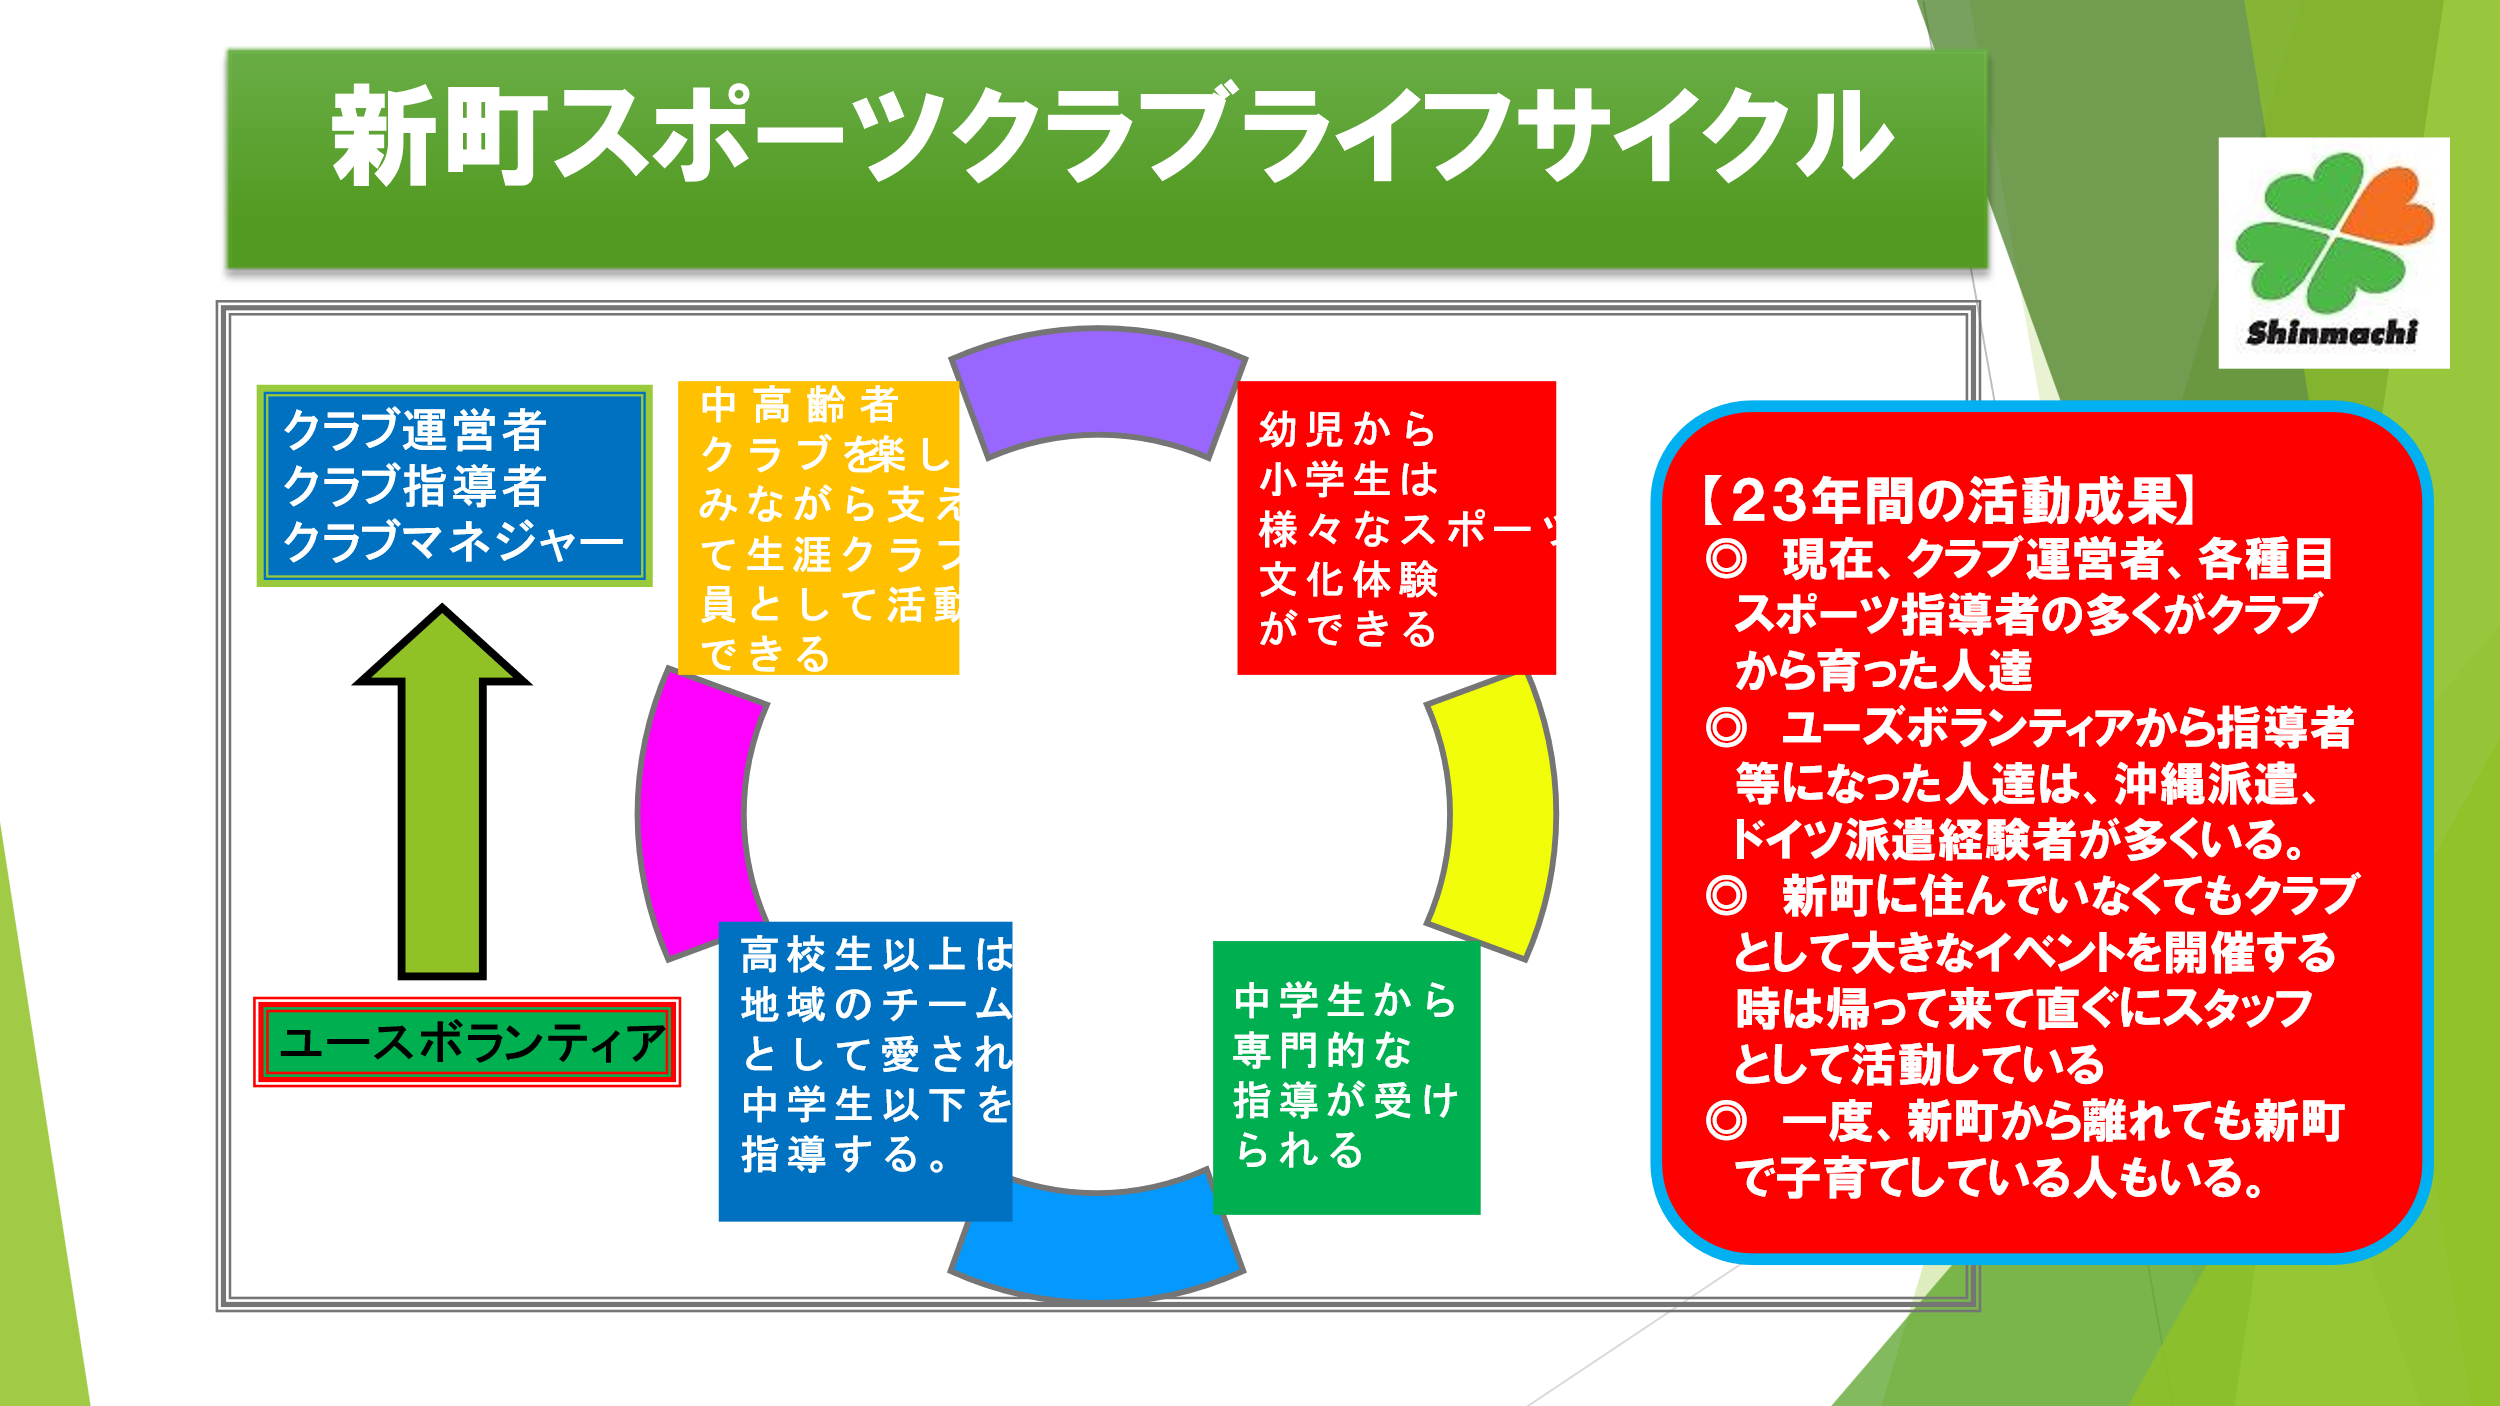 新町スポーツクラブライフサイクル
Shinmachi
クラブ運営者
クラブ指導者
クラブマネジャー
ユースボランティア
中高齢者
クラブを楽し
みながら支え
て生涯クラブ
員として活動
できる
幼児から
小学生は
様々なスポーツ
文化体験
ができる
高校生以上は
地域のチーム
として愛され
中学生以下を
指導する。
中学生から
専門的な
指導が受け
られる
【23年間の活動成果】
◎ 現在、クラブ運営者、各種目
スポーツ指導者の多くがクラブ
から育った人達
◎ ユーズボランティアから指導者
等になった人達は、沖縄派遣、
ドイツ派遣経験者が多くいる。
◎ 新町に住んでいなくてもクラブ
として大きなイベントを開催する
時は帰って来て直ぐにスタッフ
として活動している
◎ 一度、新町から離れても新町
で子育てしている人もいる。